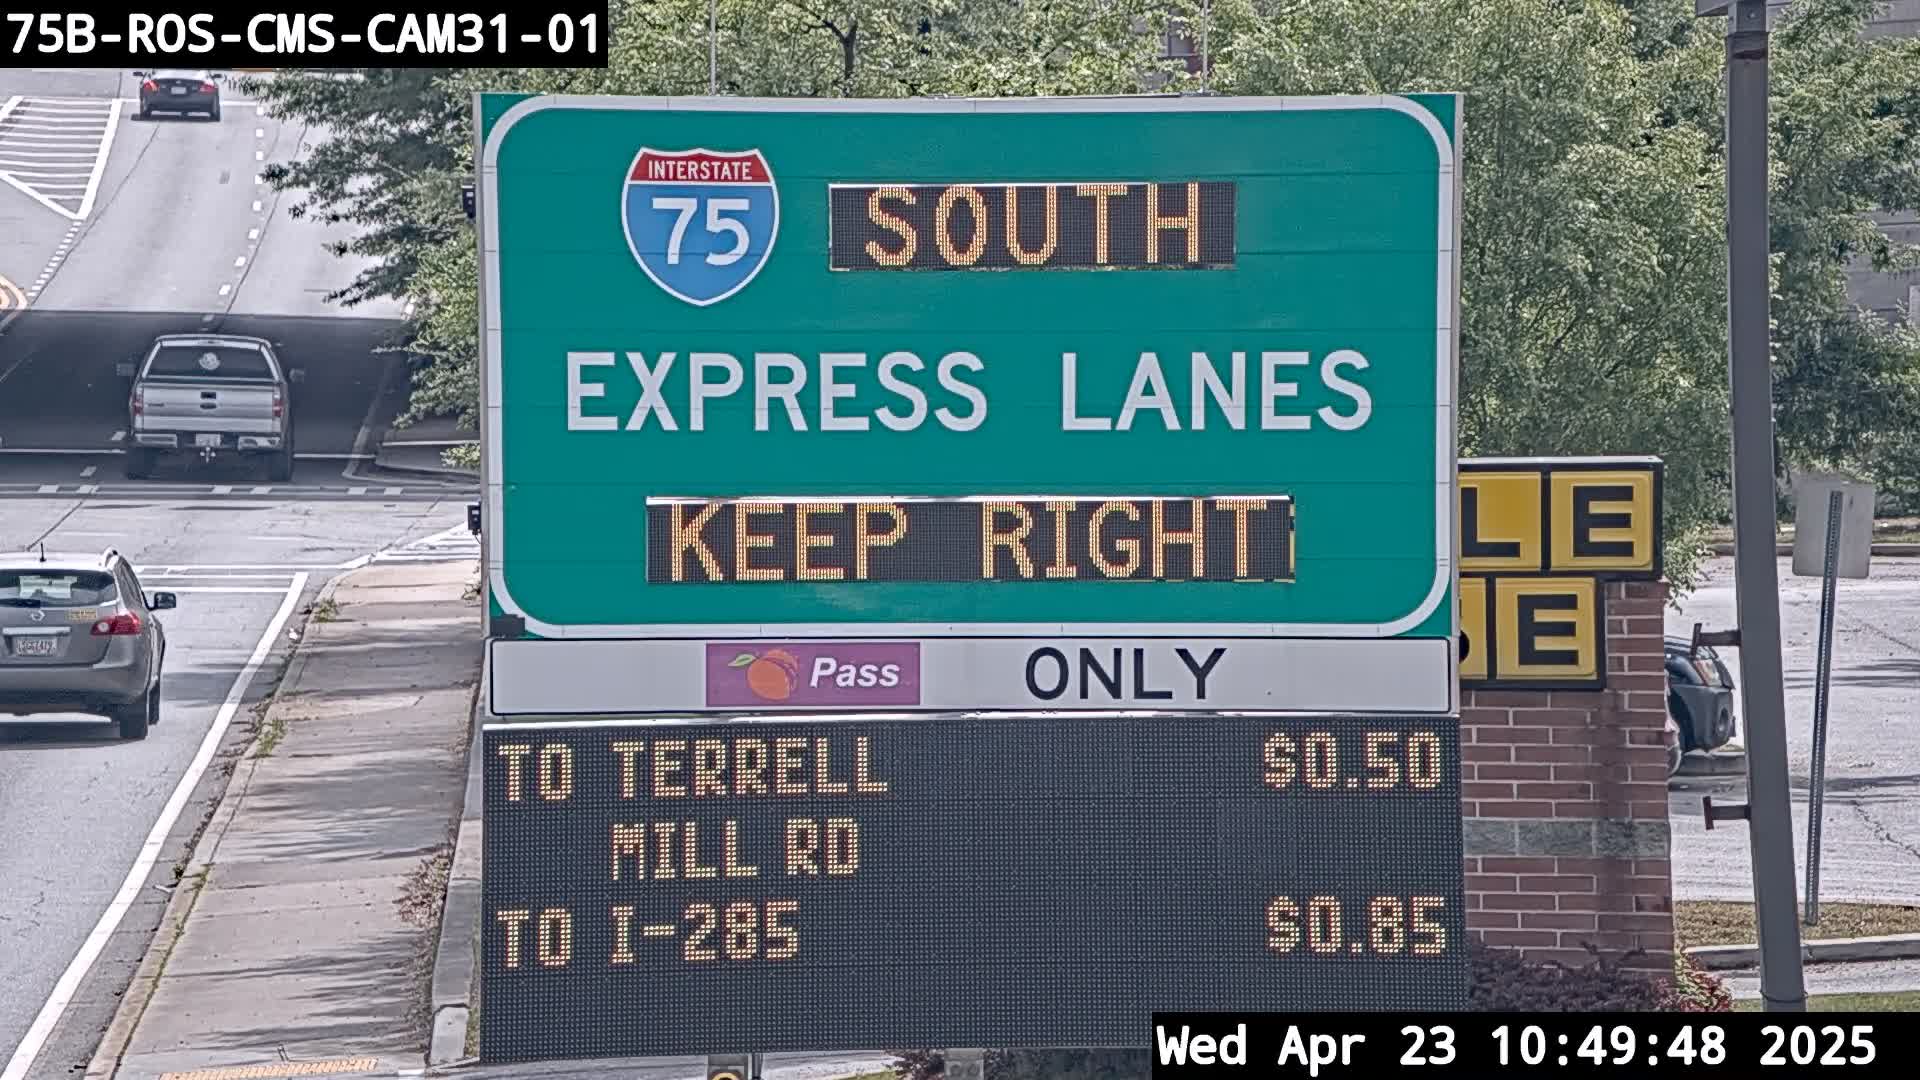 75B-ROS-CMS-CAM31-01
INTERSTATE
75
SOUTH
EXPRESS LANES
KEEP RIGHT
Pass ONLY
LE
E
TO TERRELL $0.50
MILL RD
TO I-285 $0.85
Wed Apr 23 10:49:48 2025